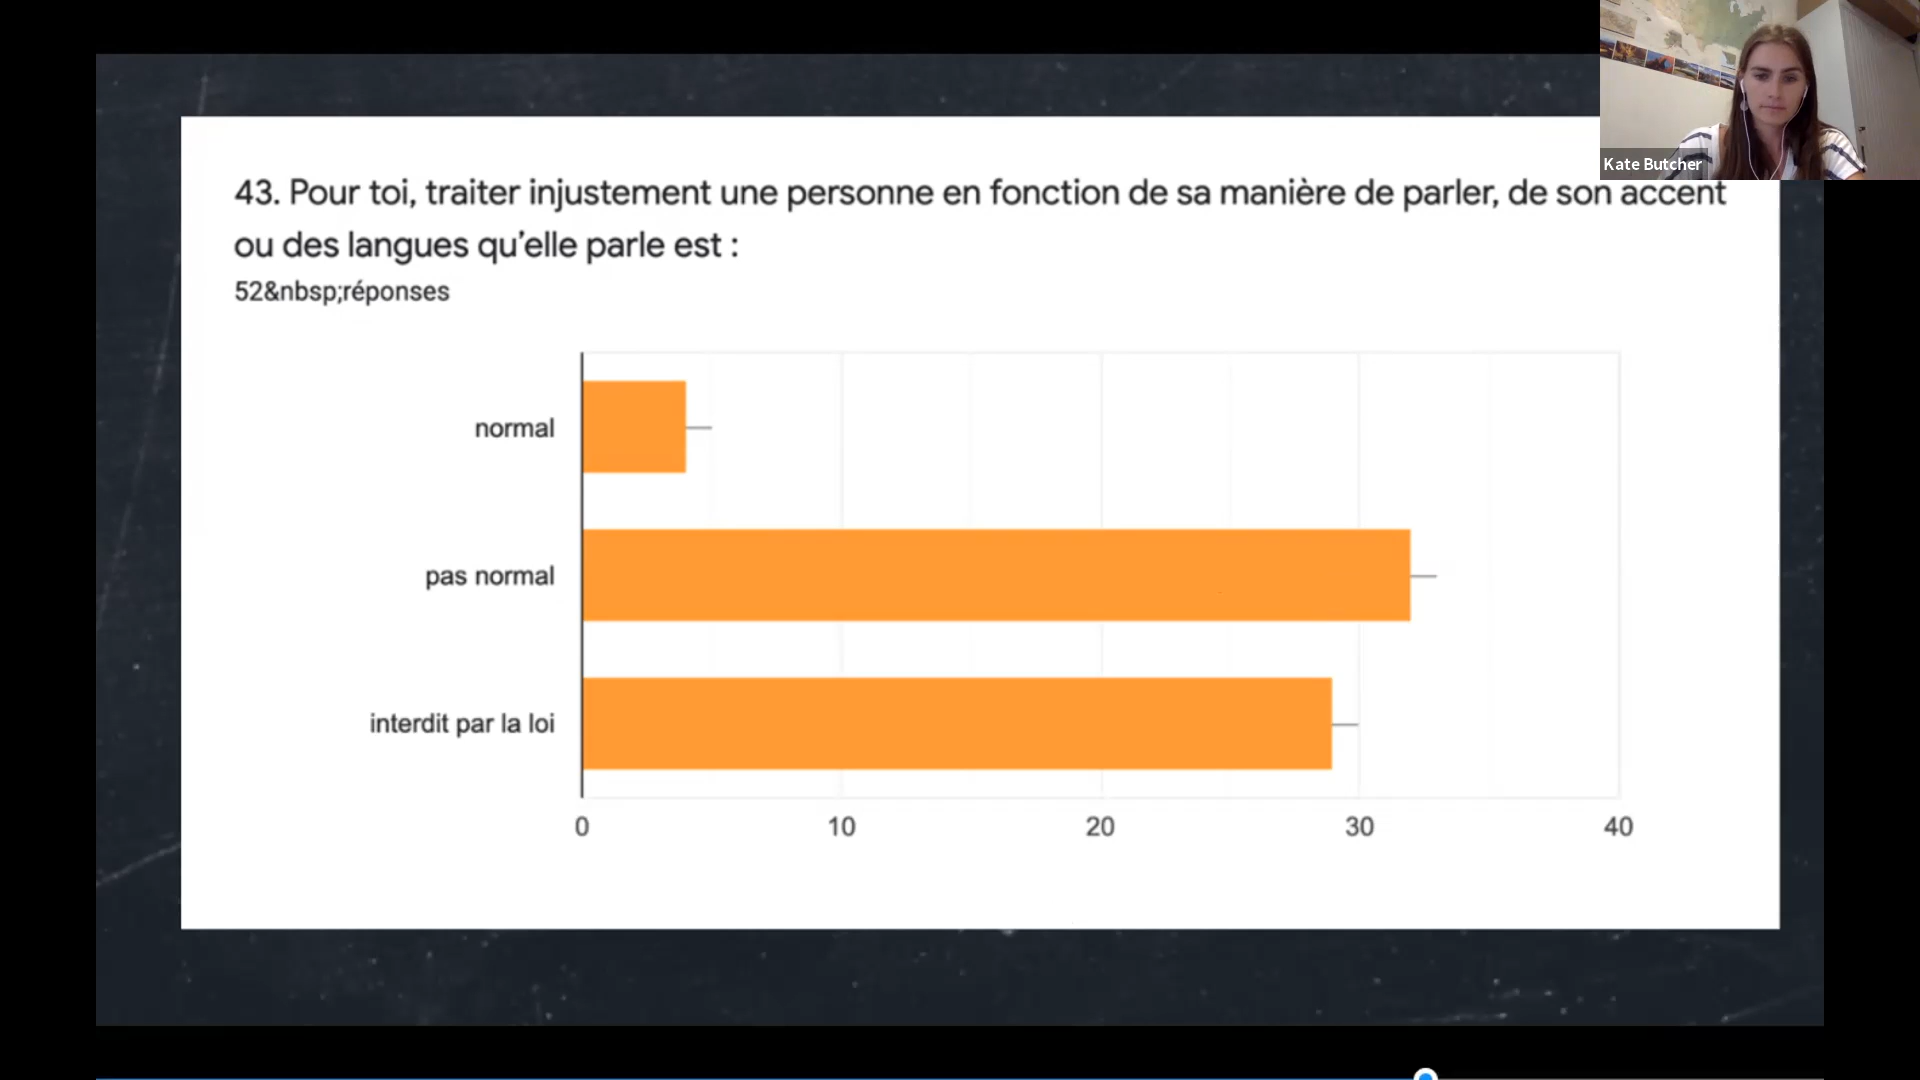 Kate Butcher
43. Pour toi, traiter injustement une personne en fonction de sa manière de parler, de son accent
ou des langues qu’elle parle est :
52&nbsp;réponses
normal
pas normal
interdit par la loi
0 10 20 30 40